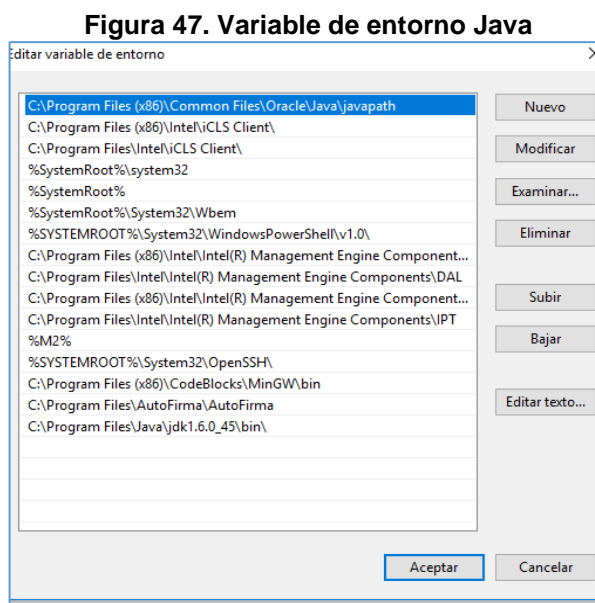 Figura 47. Variable de entorno Java
Editar variable de entorno
C:\Program Files (x86)\Common Files\Oracle\Java\javapath
C:\Program Files (x86)\Intel\iCLS Client\
C:\Program Files\Intel\iCLS Client\
%SystemRoot%\system32
%SystemRoot%
%SystemRoot%\System32\Wbem
%SYSTEMROOT%\System32\WindowsPowerShell\v1.0\
C:\Program Files (x86)\Intel\Intel(R) Management Engine Component...
C:\Program Files\Intel\Intel(R) Management Engine Components\DAL
C:\Program Files (x86)\Intel\Intel(R) Management Engine Component...
C:\Program Files\Intel\Intel(R) Management Engine Components\IPT
%M2%
%SYSTEMROOT%\System32\OpenSSH\
C:\Program Files (x86)\CodeBlocks\MinGW\bin
C:\Program Files\AutoFirma\AutoFirma
C:\Program Files\Java\jdk1.6.0_45\bin\
Nuevo
Modificar
Examinar...
Eliminar
Subir
Bajar
Editar texto...
Aceptar
Cancelar